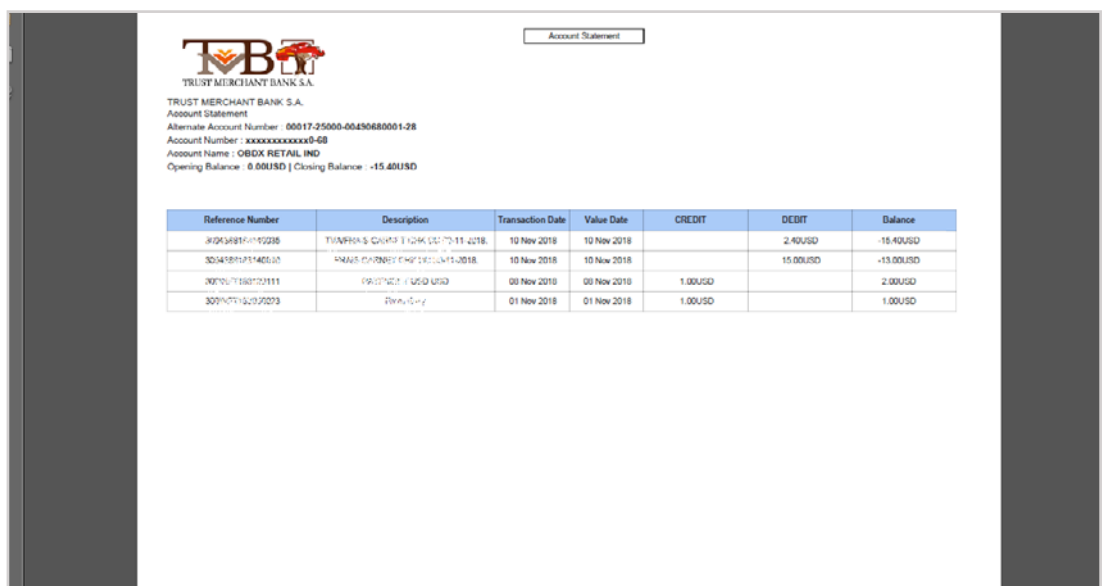 Account Statement
TMB
TRUST MERCHANT BANK S.A.
TRUST MERCHANT BANK S.A.
Account Statement
Alternate Account Number : 00017-25000-00490680001-28
Account Number : xxxxxxxxxxxx0-68
Account Name : OBDX RETAIL IND
Opening Balance : 0.00USD | Closing Balance : -15.40USD
Reference Number Description Transaction Date Value Date CREDIT DEBIT Balance
10 Nov 2018 10 Nov 2018 2.40USD -15.40USD
10 Nov 2018 10 Nov 2018 15.00USD -13.00USD
08 Nov 2018 08 Nov 2018 1.00USD 2.00USD
01 Nov 2018 01 Nov 2018 1.00USD 1.00USD